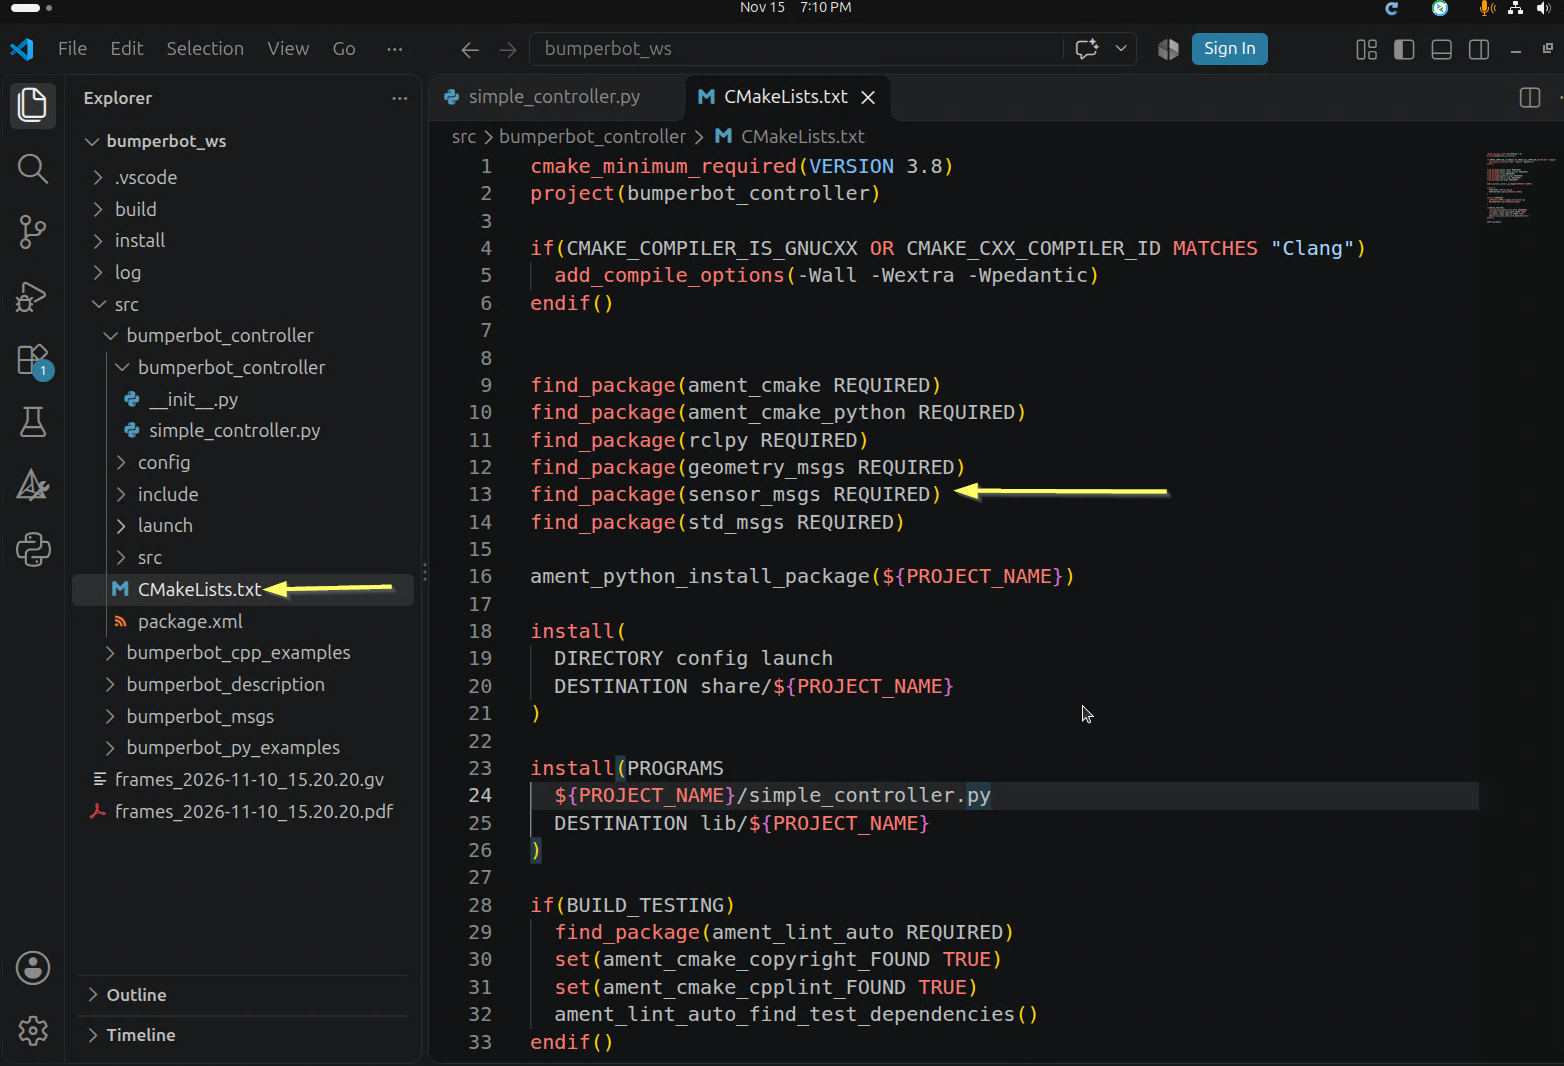 Nov 15 7:10 PM
File Edit Selection View Go ···
bumperbot_ws
Sign In
Explorer ···
bumperbot_ws
.vscode
build
install
log
src
bumperbot_controller
bumperbot_controller
__init__.py
simple_controller.py
config
include
launch
src
CMakeLists.txt
package.xml
bumperbot_cpp_examples
bumperbot_description
bumperbot_msgs
bumperbot_py_examples
frames_2026-11-10_15.20.20.gv
frames_2026-11-10_15.20.20.pdf
Outline
Timeline
1
simple_controller.py
CMakeLists.txt
src > bumperbot_controller > CMakeLists.txt
1 cmake_minimum_required(VERSION 3.8)
2 project(bumperbot_controller)
3
4 if(CMAKE_COMPILER_IS_GNUCXX OR CMAKE_CXX_COMPILER_ID MATCHES "Clang")
5 add_compile_options(-Wall -Wextra -Wpedantic)
6 endif()
7
8
9 find_package(ament_cmake REQUIRED)
10 find_package(ament_cmake_python REQUIRED)
11 find_package(rclpy REQUIRED)
12 find_package(geometry_msgs REQUIRED)
13 find_package(sensor_msgs REQUIRED)
14 find_package(std_msgs REQUIRED)
15
16 ament_python_install_package(${PROJECT_NAME})
17
18 install(
19 DIRECTORY config launch
20 DESTINATION share/${PROJECT_NAME}
21 )
22
23 install(PROGRAMS
24 ${PROJECT_NAME}/simple_controller.py
25 DESTINATION lib/${PROJECT_NAME}
26 )
27
28 if(BUILD_TESTING)
29 find_package(ament_lint_auto REQUIRED)
30 set(ament_cmake_copyright_FOUND TRUE)
31 set(ament_cmake_cpplint_FOUND TRUE)
32 ament_lint_auto_find_test_dependencies()
33 endif()